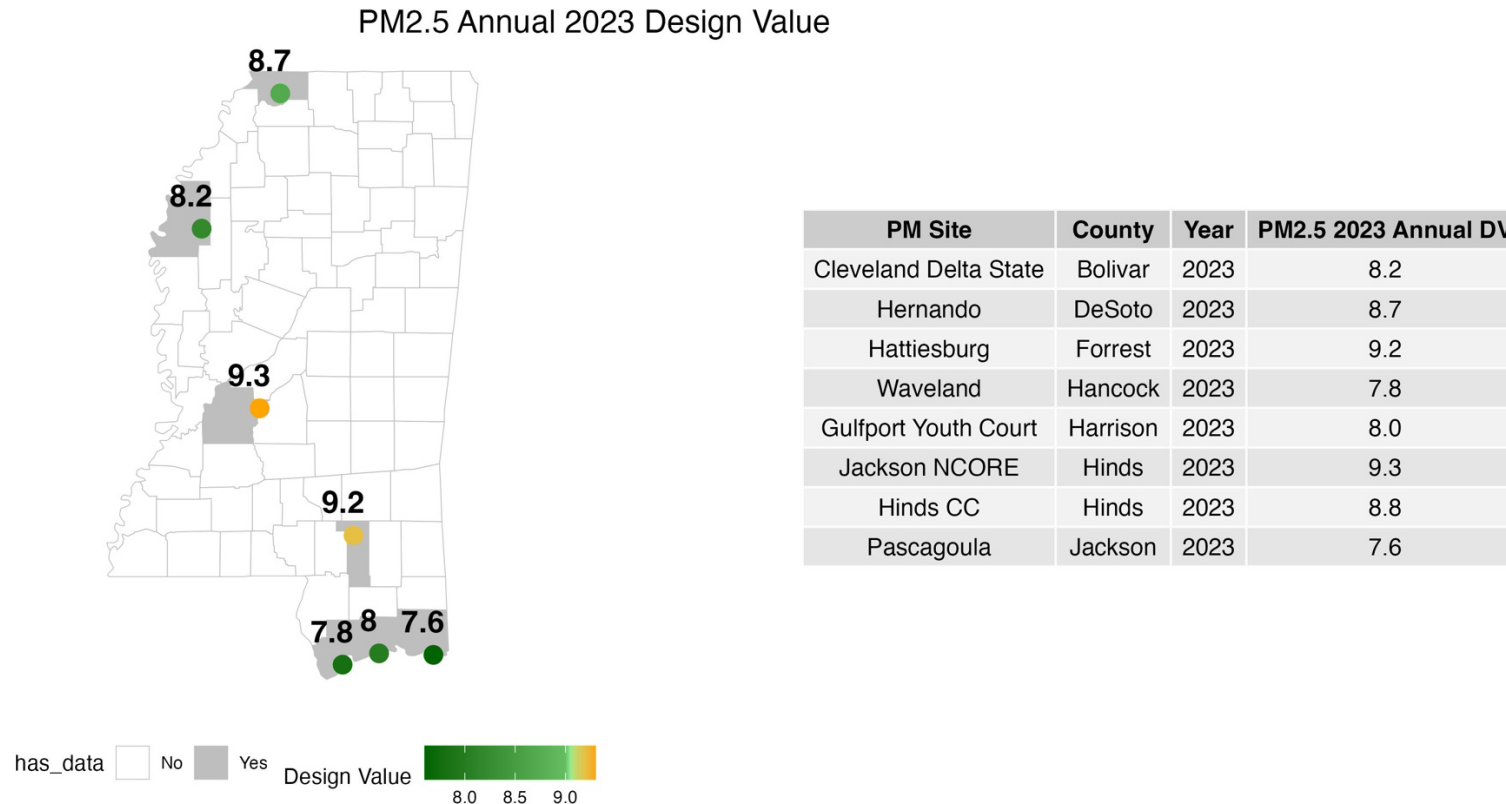 PM2.5 Annual 2023 Design Value
8.7
8.2
9.3
9.2
7.8 8 7.6
has_data No Yes Design Value
8.0 8.5 9.0
PM Site County Year PM2.5 2023 Annual DV
Cleveland Delta State Bolivar 2023 8.2
Hernando DeSoto 2023 8.7
Hattiesburg Forrest 2023 9.2
Waveland Hancock 2023 7.8
Gulfport Youth Court Harrison 2023 8.0
Jackson NCORE Hinds 2023 9.3
Hinds CC Hinds 2023 8.8
Pascagoula Jackson 2023 7.6